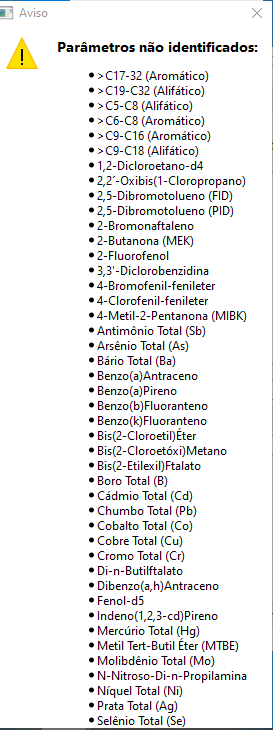 Aviso
Parâmetros não identificados:
>C17-32 (Aromático)
>C19-C32 (Alifático)
>C5-C8 (Alifático)
>C6-C8 (Aromático)
>C9-C16 (Aromático)
>C9-C18 (Alifático)
1,2-Dicloroetano-d4
2,2´-Oxibis(1-Cloropropano)
2,5-Dibromotolueno (FID)
2,5-Dibromotolueno (PID)
2-Bromonaftaleno
2-Butanona (MEK)
2-Fluorofenol
3,3'-Diclorobenzidina
4-Bromofenil-fenileter
4-Clorofenil-fenileter
4-Metil-2-Pentanona (MIBK)
Antimônio Total (Sb)
Arsênio Total (As)
Bário Total (Ba)
Benzo(a)Antraceno
Benzo(a)Pireno
Benzo(b)Fluoranteno
Benzo(k)Fluoranteno
Bis(2-Cloroetil)Éter
Bis(2-Cloroetóxi)Metano
Bis(2-Etilexil)Ftalato
Boro Total (B)
Cádmio Total (Cd)
Chumbo Total (Pb)
Cobalto Total (Co)
Cobre Total (Cu)
Cromo Total (Cr)
Di-n-Butilftalato
Dibenzo(a,h)Antraceno
Fenol-d5
Indeno(1,2,3-cd)Pireno
Mercúrio Total (Hg)
Metil Tert-Butil Éter (MTBE)
Molibdênio Total (Mo)
N-Nitroso-Di-n-Propilamina
Níquel Total (Ni)
Prata Total (Ag)
Selênio Total (Se)